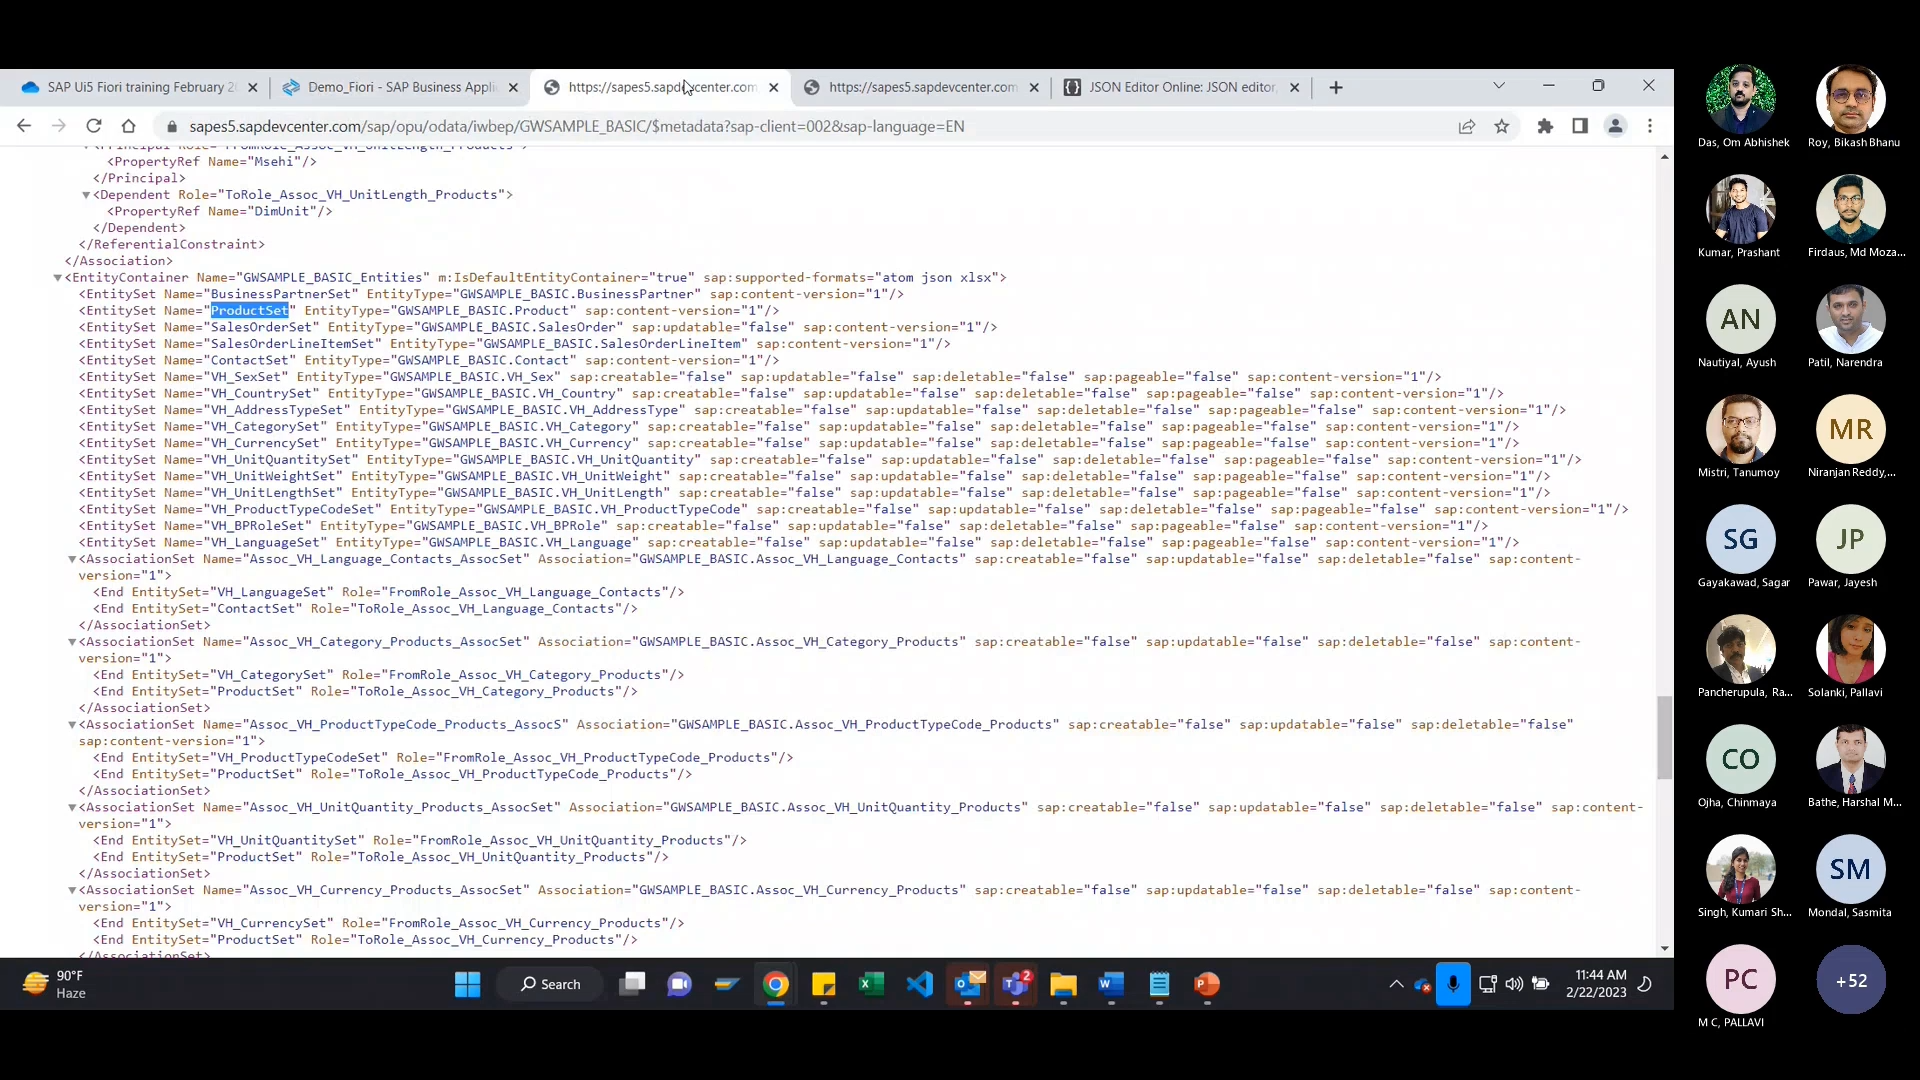 SAP Ui5 Fiori training February 2
Demo_Fiori - SAP Business Appli
https://sapes5.sapdevcenter.com
https://sapes5.sapdevcenter.com
JSON Editor Online: JSON editor,
sapes5.sapdevcenter.com/sap/opu/odata/iwbep/GWSAMPLE_BASIC/$metadata?sap-client=002&sap-language=EN
<PropertyRef Name="Msehi"/>
</Principal>
▼<Dependent Role="ToRole_Assoc_VH_UnitLength_Products">
<PropertyRef Name="DimUnit"/>
</Dependent>
</ReferentialConstraint>
</Association>
▼<EntityContainer Name="GWSAMPLE_BASIC_Entities" m:IsDefaultEntityContainer="true" sap:supported-formats="atom json xlsx">
<EntitySet Name="BusinessPartnerSet" EntityType="GWSAMPLE_BASIC.BusinessPartner" sap:content-version="1"/>
<EntitySet Name="ProductSet" EntityType="GWSAMPLE_BASIC.Product" sap:content-version="1"/>
<EntitySet Name="SalesOrderSet" EntityType="GWSAMPLE_BASIC.SalesOrder" sap:updatable="false" sap:content-version="1"/>
<EntitySet Name="SalesOrderLineItemSet" EntityType="GWSAMPLE_BASIC.SalesOrderLineItem" sap:content-version="1"/>
<EntitySet Name="ContactSet" EntityType="GWSAMPLE_BASIC.Contact" sap:content-version="1"/>
<EntitySet Name="VH_SexSet" EntityType="GWSAMPLE_BASIC.VH_Sex" sap:creatable="false" sap:updatable="false" sap:deletable="false" sap:pageable="false" sap:content-version="1"/>
<EntitySet Name="VH_CountrySet" EntityType="GWSAMPLE_BASIC.VH_Country" sap:creatable="false" sap:updatable="false" sap:deletable="false" sap:pageable="false" sap:content-version="1"/>
<EntitySet Name="VH_AddressTypeSet" EntityType="GWSAMPLE_BASIC.VH_AddressType" sap:creatable="false" sap:updatable="false" sap:deletable="false" sap:pageable="false" sap:content-version="1"/>
<EntitySet Name="VH_CategorySet" EntityType="GWSAMPLE_BASIC.VH_Category" sap:creatable="false" sap:updatable="false" sap:deletable="false" sap:pageable="false" sap:content-version="1"/>
<EntitySet Name="VH_CurrencySet" EntityType="GWSAMPLE_BASIC.VH_Currency" sap:creatable="false" sap:updatable="false" sap:deletable="false" sap:pageable="false" sap:content-version="1"/>
<EntitySet Name="VH_UnitQuantitySet" EntityType="GWSAMPLE_BASIC.VH_UnitQuantity" sap:creatable="false" sap:updatable="false" sap:deletable="false" sap:pageable="false" sap:content-version="1"/>
<EntitySet Name="VH_UnitWeightSet" EntityType="GWSAMPLE_BASIC.VH_UnitWeight" sap:creatable="false" sap:updatable="false" sap:deletable="false" sap:pageable="false" sap:content-version="1"/>
<EntitySet Name="VH_UnitLengthSet" EntityType="GWSAMPLE_BASIC.VH_UnitLength" sap:creatable="false" sap:updatable="false" sap:deletable="false" sap:pageable="false" sap:content-version="1"/>
<EntitySet Name="VH_ProductTypeCodeSet" EntityType="GWSAMPLE_BASIC.VH_ProductTypeCode" sap:creatable="false" sap:updatable="false" sap:deletable="false" sap:pageable="false" sap:content-version="1"/>
<EntitySet Name="VH_BPRoleSet" EntityType="GWSAMPLE_BASIC.VH_BPRole" sap:creatable="false" sap:updatable="false" sap:deletable="false" sap:pageable="false" sap:content-version="1"/>
<EntitySet Name="VH_LanguageSet" EntityType="GWSAMPLE_BASIC.VH_Language" sap:creatable="false" sap:updatable="false" sap:deletable="false" sap:pageable="false" sap:content-version="1"/>
▼<AssociationSet Name="Assoc_VH_Language_Contacts_AssocSet" Association="GWSAMPLE_BASIC.Assoc_VH_Language_Contacts" sap:creatable="false" sap:updatable="false" sap:deletable="false" sap:content-
version="1">
<End EntitySet="VH_LanguageSet" Role="FromRole_Assoc_VH_Language_Contacts"/>
<End EntitySet="ContactSet" Role="ToRole_Assoc_VH_Language_Contacts"/>
</AssociationSet>
▼<AssociationSet Name="Assoc_VH_Category_Products_AssocSet" Association="GWSAMPLE_BASIC.Assoc_VH_Category_Products" sap:creatable="false" sap:updatable="false" sap:deletable="false" sap:content-
version="1">
<End EntitySet="VH_CategorySet" Role="FromRole_Assoc_VH_Category_Products"/>
<End EntitySet="ProductSet" Role="ToRole_Assoc_VH_Category_Products"/>
</AssociationSet>
▼<AssociationSet Name="Assoc_VH_ProductTypeCode_Products_AssocS" Association="GWSAMPLE_BASIC.Assoc_VH_ProductTypeCode_Products" sap:creatable="false" sap:updatable="false" sap:deletable="false"
sap:content-version="1">
<End EntitySet="VH_ProductTypeCodeSet" Role="FromRole_Assoc_VH_ProductTypeCode_Products"/>
<End EntitySet="ProductSet" Role="ToRole_Assoc_VH_ProductTypeCode_Products"/>
</AssociationSet>
▼<AssociationSet Name="Assoc_VH_UnitQuantity_Products_AssocSet" Association="GWSAMPLE_BASIC.Assoc_VH_UnitQuantity_Products" sap:creatable="false" sap:updatable="false" sap:deletable="false" sap:content-
version="1">
<End EntitySet="VH_UnitQuantitySet" Role="FromRole_Assoc_VH_UnitQuantity_Products"/>
<End EntitySet="ProductSet" Role="ToRole_Assoc_VH_UnitQuantity_Products"/>
</AssociationSet>
▼<AssociationSet Name="Assoc_VH_Currency_Products_AssocSet" Association="GWSAMPLE_BASIC.Assoc_VH_Currency_Products" sap:creatable="false" sap:updatable="false" sap:deletable="false" sap:content-
version="1">
<End EntitySet="VH_CurrencySet" Role="FromRole_Assoc_VH_Currency_Products"/>
<End EntitySet="ProductSet" Role="ToRole_Assoc_VH_Currency_Products"/>
</AssociationSet>
90°F
Haze
Search
2
11:44 AM
2/22/2023
Das, Om Abhishek
Roy, Bikash Bhanu
Kumar, Prashant
Firdaus, Md Moza...
AN
Nautiyal, Ayush
Patil, Narendra
Mistri, Tanumoy
MR
Niranjan Reddy,...
SG
Gayakawad, Sagar
JP
Pawar, Jayesh
Pancherupula, Ra...
Solanki, Pallavi
CO
Ojha, Chinmaya
Bathe, Harshal M...
Singh, Kumari Sh...
SM
Mondal, Sasmita
PC
M C, PALLAVI
+52